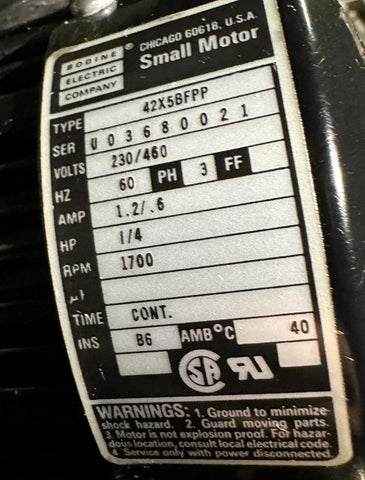 BODINE ® CHICAGO 60618, U.S.A.
ELECTRIC Small Motor
COMPANY
TYPE 42X5BFPP
SER U03680021
VOLTS 230/460
HZ 60 PH 3 FF
AMP 1.2/.6
HP 1/4
RPM 1700
µf
TIME CONT.
INS B6 AMB°C 40
WARNINGS: 1. Ground to minimize
shock hazard. 2. Guard moving parts.
3. Motor is not explosion proof. For hazar-
dous location, consult local electrical code.
4. Service only with power disconnected.